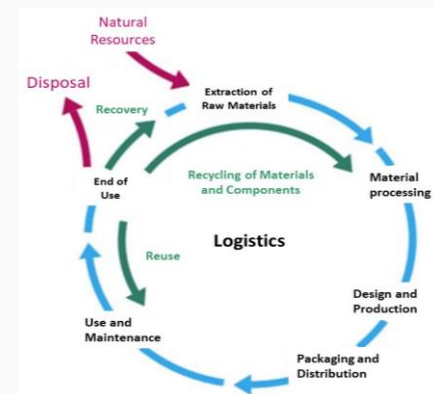 Natural
Resources
Disposal
Recovery
Extraction of
Raw Materials
End of
Use
Recycling of Materials
and Components
Material
processing
Logistics
Reuse
Design and
Production
Use and
Maintenance
Packaging and
Distribution